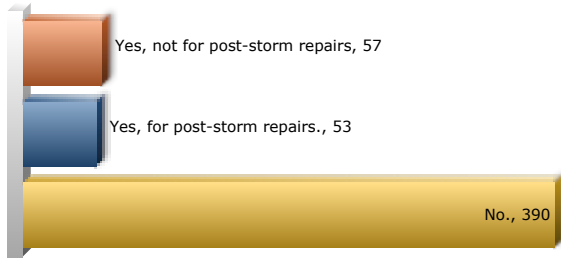 Yes, not for post-storm repairs, 57
Yes, for post-storm repairs., 53
No., 390